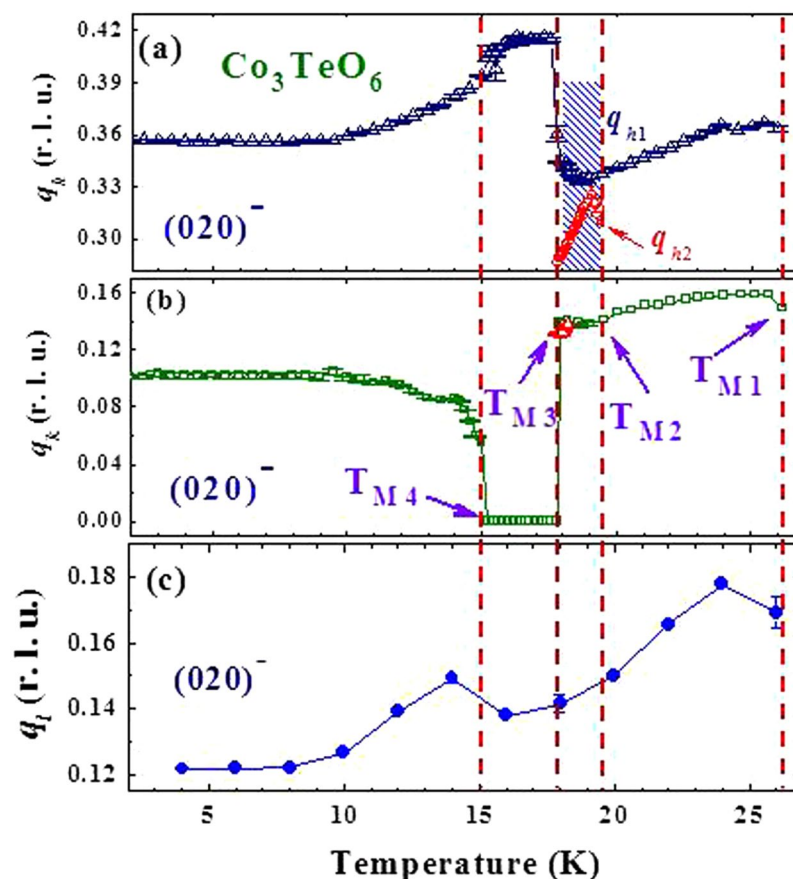 (a)
Co3TeO6
0.42
0.39
0.36
0.33
0.30
qh (r. l. u.)
qh1
qh2
(020)−
(b)
0.16
0.12
0.08
0.04
0.00
qk (r. l. u.)
TM3
TM2
TM1
TM4
(020)−
(c)
0.18
0.16
0.14
0.12
ql (r. l. u.)
(020)−
5 10 15 20 25
Temperature (K)